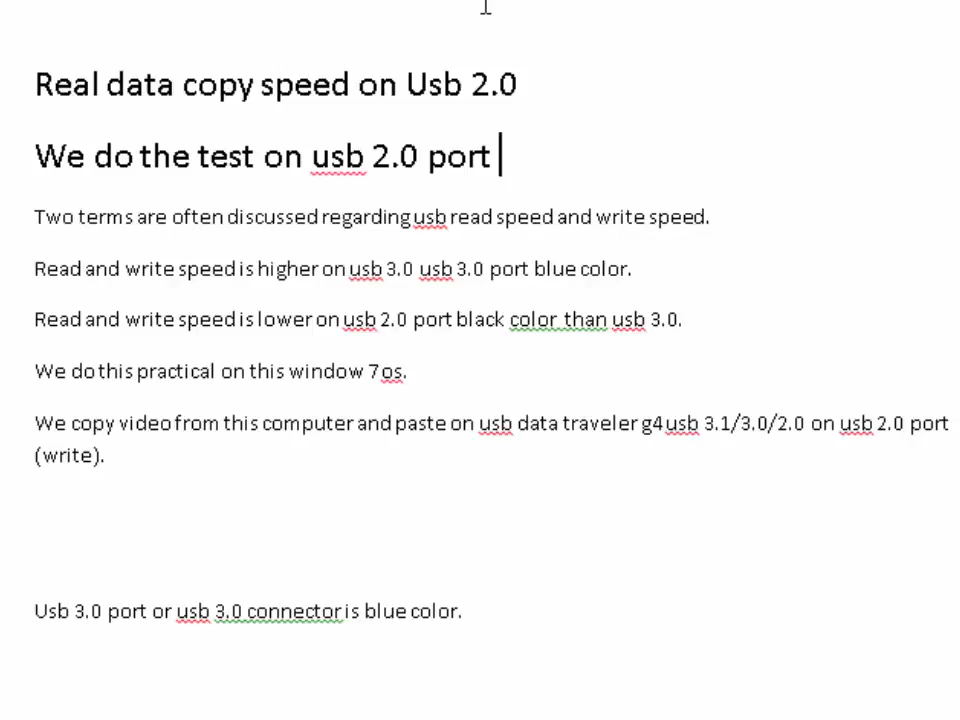 Real data copy speed on Usb 2.0
We do the test on usb 2.0 port
Two terms are often discussed regarding usb read speed and write speed.
Read and write speed is higher on usb 3.0 usb 3.0 port blue color.
Read and write speed is lower on usb 2.0 port black color than usb 3.0.
We do this practical on this window 7 os.
We copy video from this computer and paste on usb data traveler g4 usb 3.1/3.0/2.0 on usb 2.0 port
(write).
Usb 3.0 port or usb 3.0 connector is blue color.